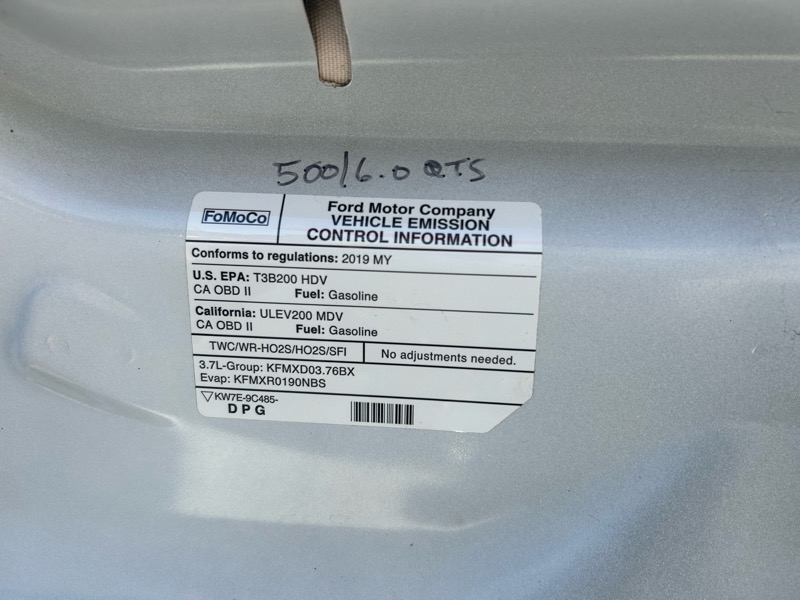 500/6.0 QTS
FoMoCo
Ford Motor Company
VEHICLE EMISSION
CONTROL INFORMATION
Conforms to regulations: 2019 MY
U.S. EPA: T3B200 HDV
CA OBD II Fuel: Gasoline
California: ULEV200 MDV
CA OBD II Fuel: Gasoline
TWC/WR-HO2S/HO2S/SFI No adjustments needed.
3.7L-Group: KFMXD03.76BX
Evap: KFMXR0190NBS
KW7E-9C485-
DPG